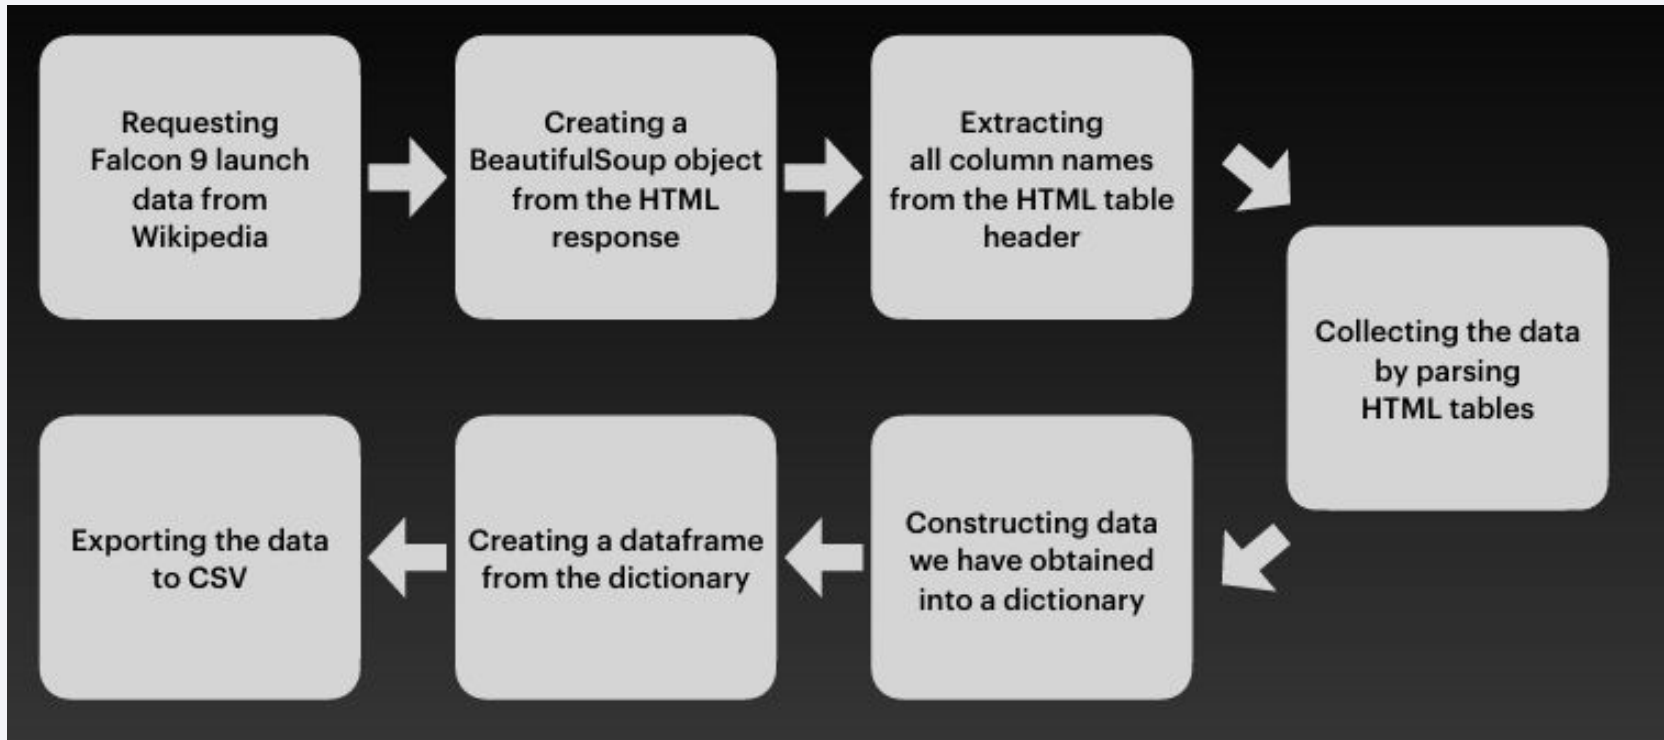 Requesting
Falcon 9 launch
data from
Wikipedia
Creating a
BeautifulSoup object
from the HTML
response
Extracting
all column names
from the HTML table
header
Collecting the data
by parsing
HTML tables
Constructing data
we have obtained
into a dictionary
Creating a dataframe
from the dictionary
Exporting the data
to CSV